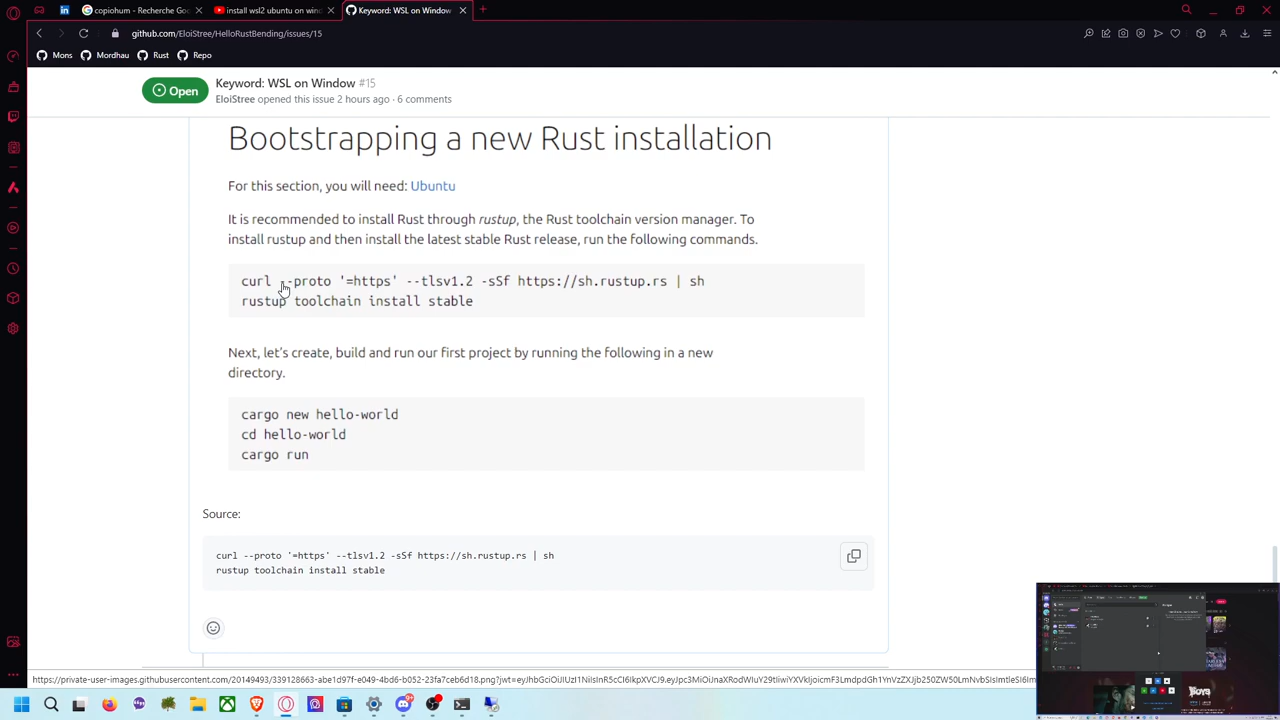 copiohum - Recherche Goo
install wsl2 ubuntu on wind
Keyword: WSL on Window
github.com/EloiStree/HelloRustBending/issues/15
Mons
Mordhau
Rust
Repo
Open
Keyword: WSL on Window #15
EloiStree opened this issue 2 hours ago · 6 comments
Bootstrapping a new Rust installation
For this section, you will need: Ubuntu
It is recommended to install Rust through rustup, the Rust toolchain version manager. To
install rustup and then install the latest stable Rust release, run the following commands.
curl --proto '=https' --tlsv1.2 -sSf https://sh.rustup.rs | sh
rustup toolchain install stable
Next, let's create, build and run our first project by running the following in a new
directory.
cargo new hello-world
cd hello-world
cargo run
Source:
curl --proto '=https' --tlsv1.2 -sSf https://sh.rustup.rs | sh
rustup toolchain install stable